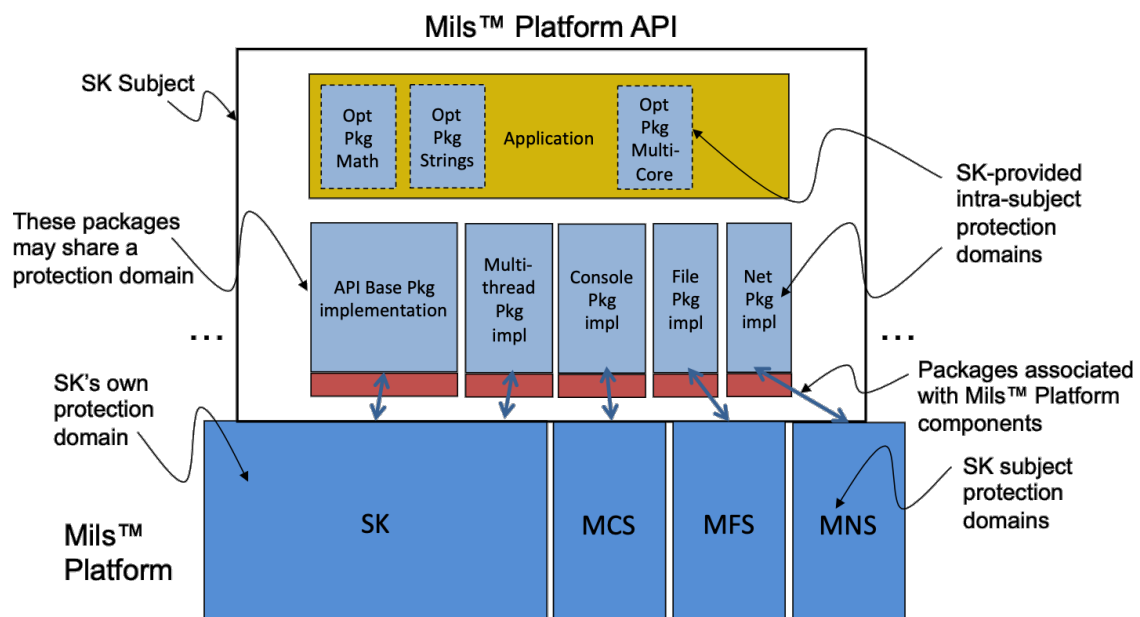 Mils™ Platform API
SK Subject
Opt
Pkg
Math
Opt
Pkg
Strings
Application
Opt
Pkg
Multi-
Core
SK-provided
intra-subject
protection
domains
These packages
may share a
protection domain
API Base Pkg
implementation
Multi-
thread
Pkg
impl
Console
Pkg
impl
File
Pkg
impl
Net
Pkg
impl
...
...
SK's own
protection
domain
Packages associated
with Mils™ Platform
components
SK subject
protection
domains
Mils™
Platform
SK
MCS
MFS
MNS